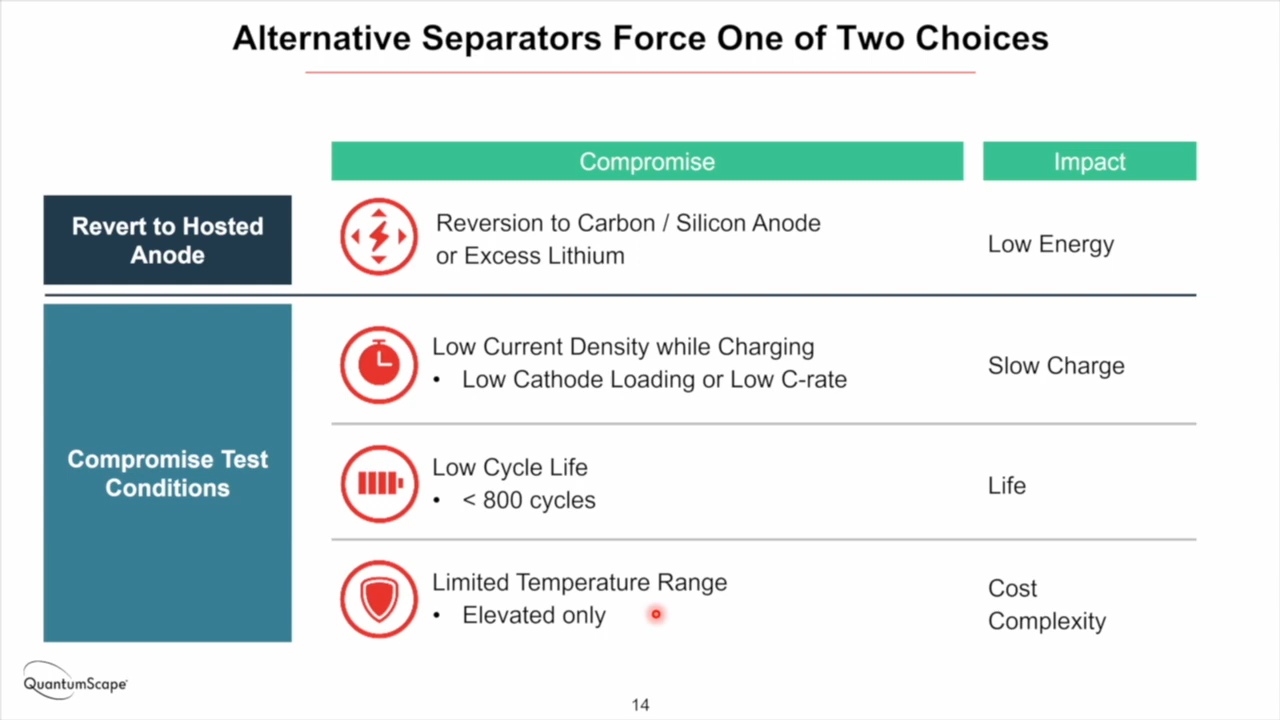 Alternative Separators Force One of Two Choices
Compromise
Impact
Revert to Hosted
Anode
Reversion to Carbon / Silicon Anode
or Excess Lithium
Low Energy
Compromise Test
Conditions
Low Current Density while Charging
• Low Cathode Loading or Low C-rate
Slow Charge
Low Cycle Life
• < 800 cycles
Life
Limited Temperature Range
• Elevated only
Cost
Complexity
QuantumScape
14